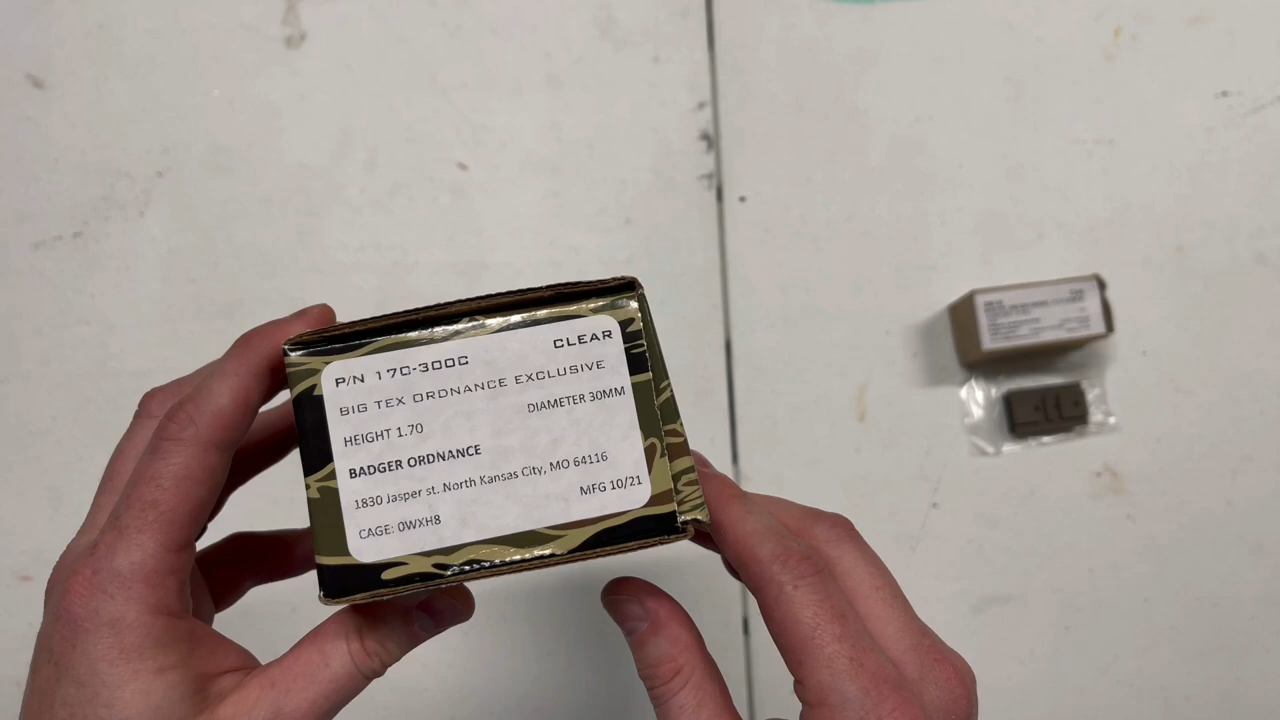 P/N 170-300C CLEAR
BIG TEX ORDNANCE EXCLUSIVE
HEIGHT 1.70 DIAMETER 30MM
BADGER ORDNANCE
1830 Jasper st. North Kansas City, MO 64116
CAGE: 0WXH8 MFG 10/21